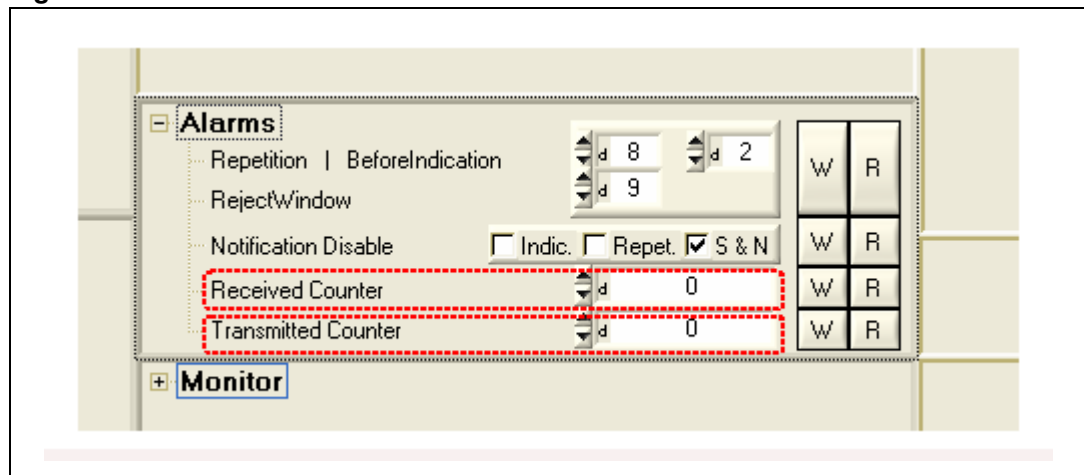 Alarms
Repetition | BeforeIndication d 8 d 2 W R
RejectWindow d 9
Notification Disable Indic. Repet. S & N W R
Received Counter d 0 W R
Transmitted Counter d 0 W R
Monitor